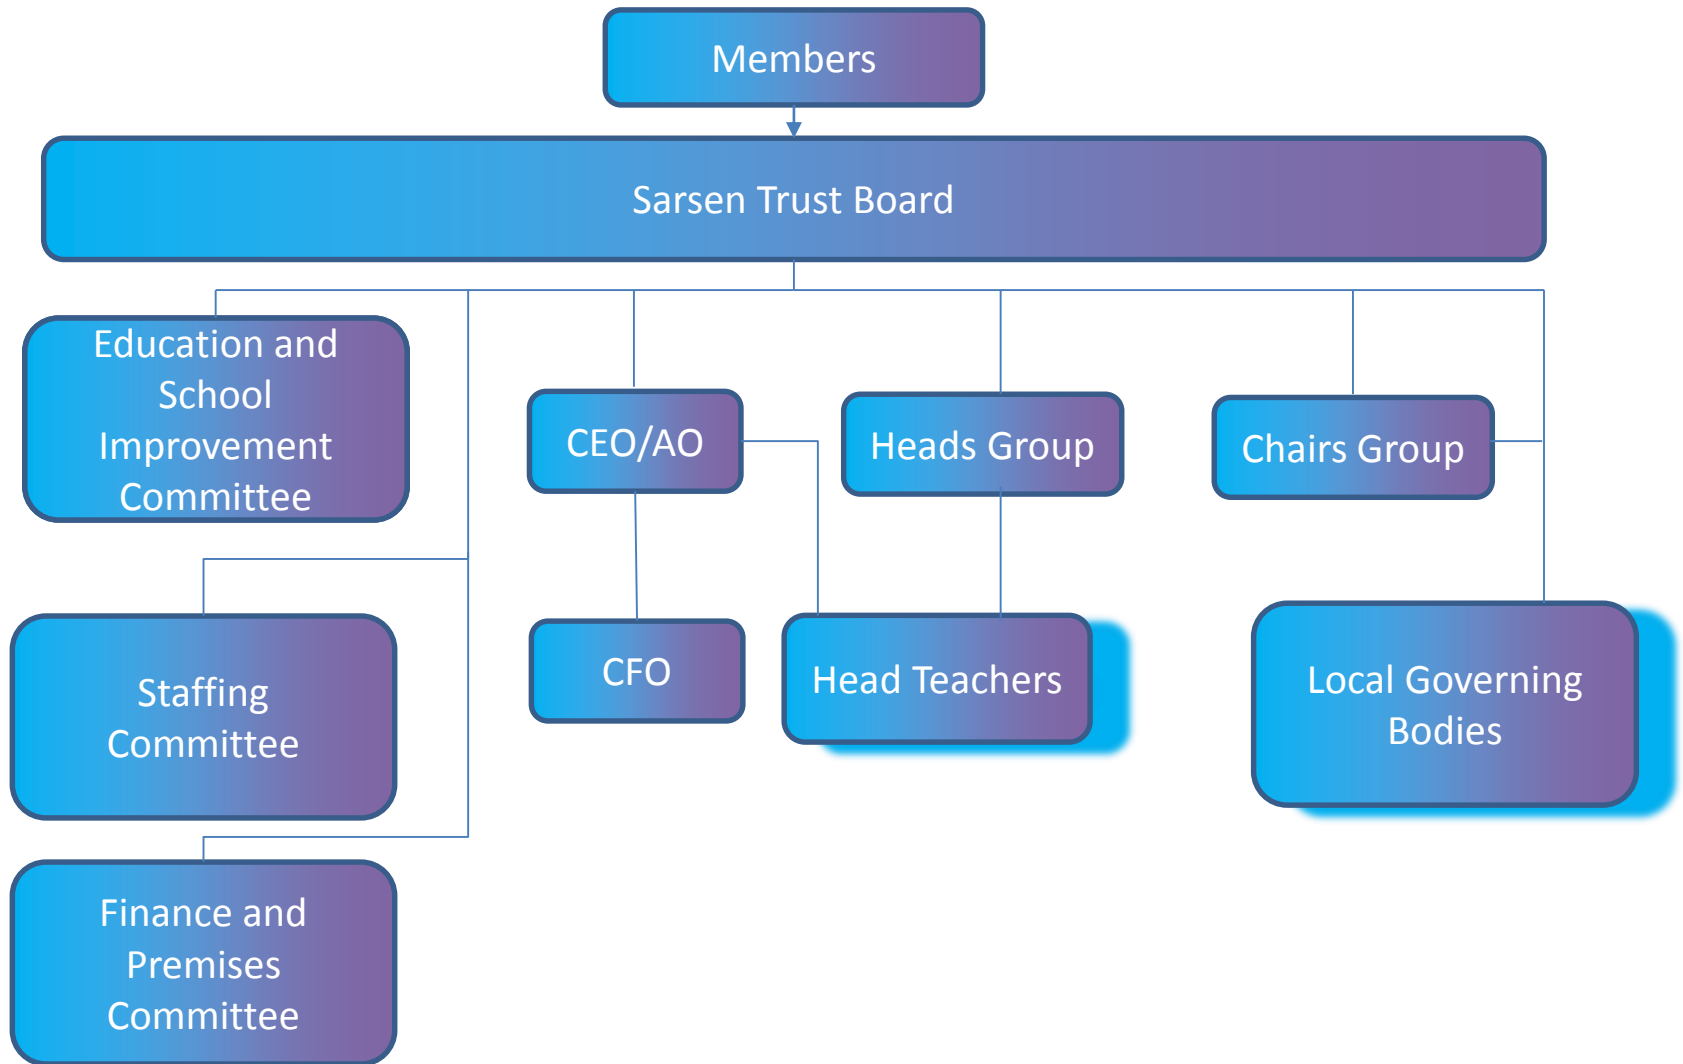 Members
Sarsen Trust Board
Education and
School
Improvement
Committee
CEO/AO
Heads Group
Chairs Group
Staffing
Committee
CFO
Head Teachers
Local Governing
Bodies
Finance and
Premises
Committee